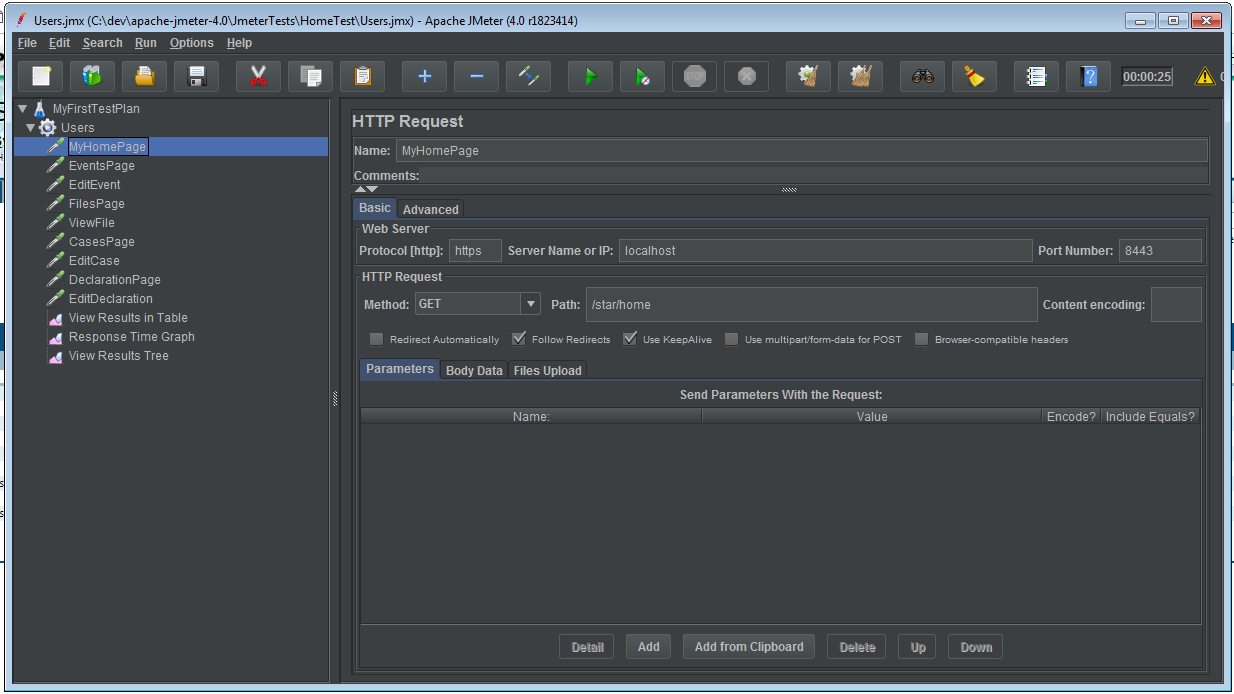 Users.jmx (C:\dev\apache-jmeter-4.0\JmeterTests\HomeTest\Users.jmx) - Apache JMeter (4.0 r1823414)
File Edit Search Run Options Help
STOP 00:00:25
MyFirstTestPlan
Users
MyHomePage
EventsPage
EditEvent
FilesPage
ViewFile
CasesPage
EditCase
DeclarationPage
EditDeclaration
View Results in Table
Response Time Graph
View Results Tree
HTTP Request
Name: MyHomePage
Comments:
Basic Advanced
Web Server
Protocol [http]: https Server Name or IP: localhost Port Number: 8443
HTTP Request
Method: GET Path: /star/home Content encoding:
Redirect Automatically Follow Redirects Use KeepAlive Use multipart/form-data for POST Browser-compatible headers
Parameters Body Data Files Upload
Send Parameters With the Request:
Name: Value Encode? Include Equals?
Detail Add Add from Clipboard Delete Up Down